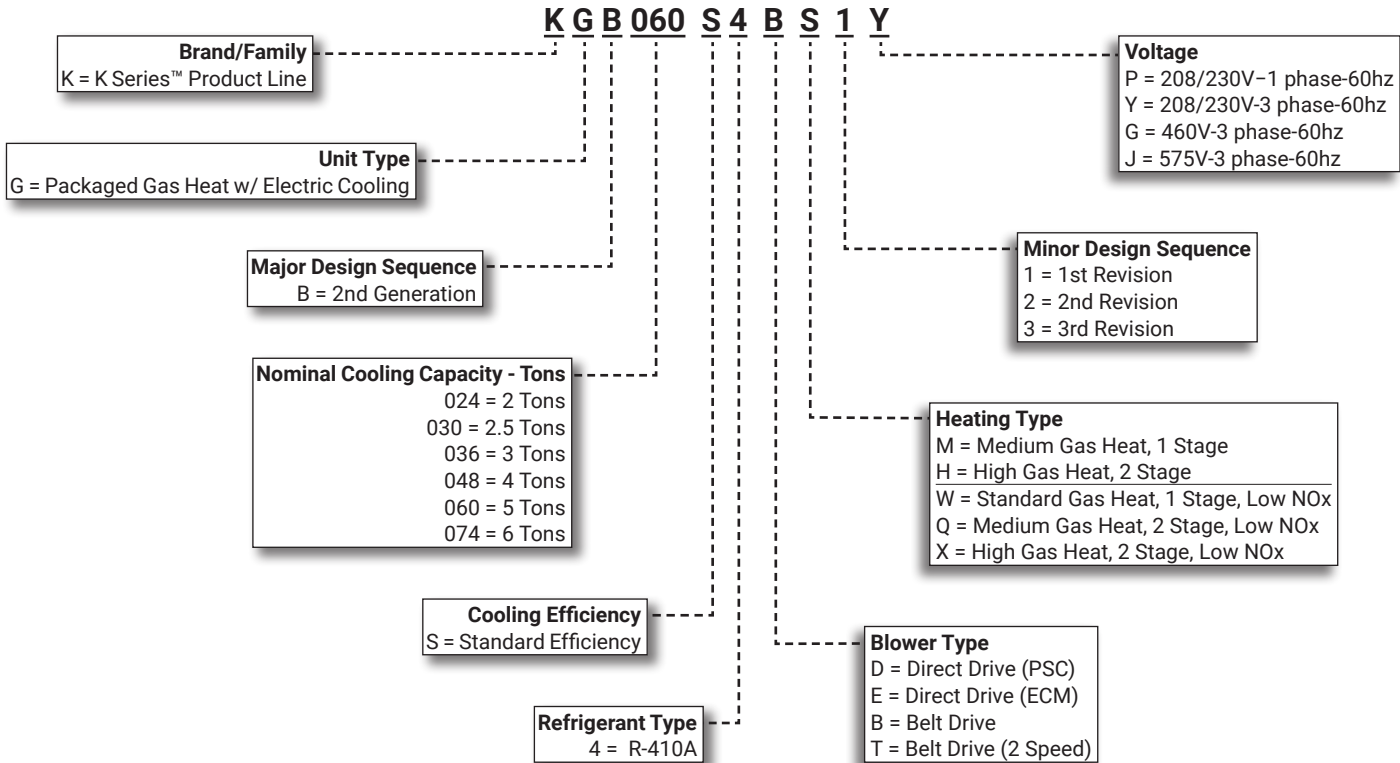 K G B 060 S 4 B S 1 Y
Brand/Family
K = K Series™ Product Line
Unit Type
G = Packaged Gas Heat w/ Electric Cooling
Major Design Sequence
B = 2nd Generation
Nominal Cooling Capacity - Tons
024 = 2 Tons
030 = 2.5 Tons
036 = 3 Tons
048 = 4 Tons
060 = 5 Tons
074 = 6 Tons
Cooling Efficiency
S = Standard Efficiency
Refrigerant Type
4 = R-410A
Voltage
P = 208/230V−1 phase-60hz
Y = 208/230V-3 phase-60hz
G = 460V-3 phase-60hz
J = 575V-3 phase-60hz
Minor Design Sequence
1 = 1st Revision
2 = 2nd Revision
3 = 3rd Revision
Heating Type
M = Medium Gas Heat, 1 Stage
H = High Gas Heat, 2 Stage
W = Standard Gas Heat, 1 Stage, Low NOx
Q = Medium Gas Heat, 2 Stage, Low NOx
X = High Gas Heat, 2 Stage, Low NOx
Blower Type
D = Direct Drive (PSC)
E = Direct Drive (ECM)
B = Belt Drive
T = Belt Drive (2 Speed)